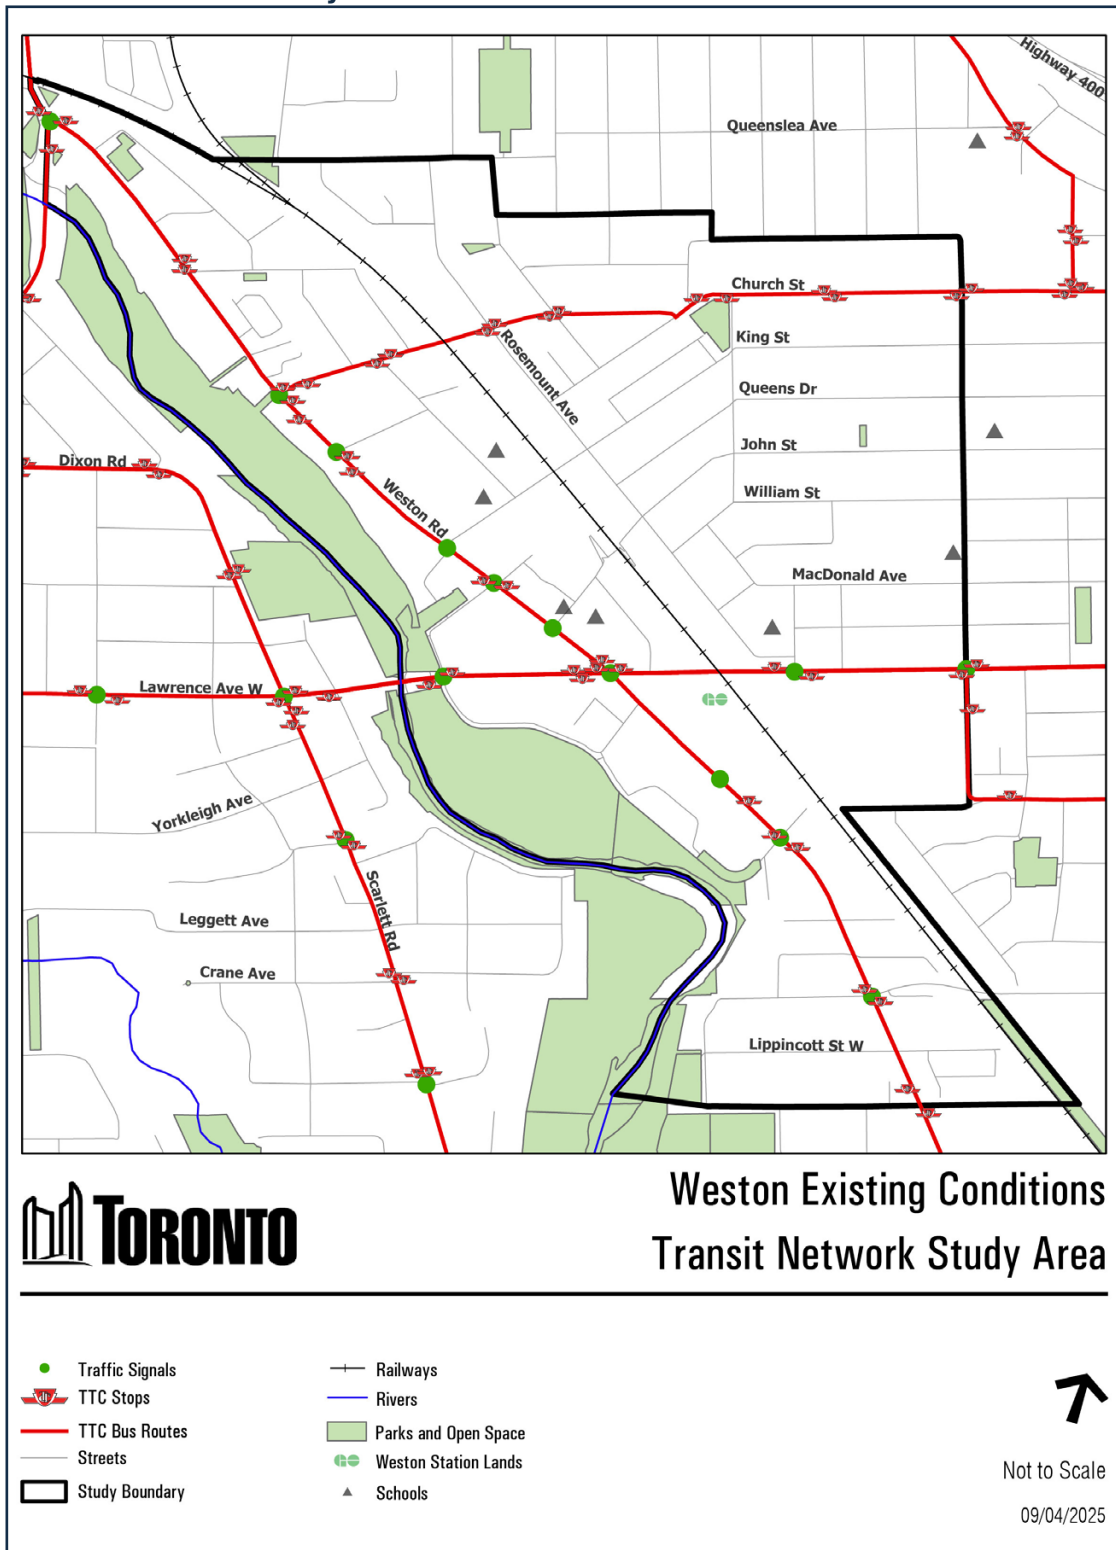 Highway 400
Queenslea Ave
Church St
Rosemount Ave
King St
Queens Dr
Dixon Rd
John St
Weston Rd
William St
MacDonald Ave
Lawrence Ave W
GO
Yorkleigh Ave
Scarlett Rd
Leggett Ave
Crane Ave
Lippincott St W
TORONTO
Weston Existing Conditions
Transit Network Study Area
Traffic Signals
TTC Stops
TTC Bus Routes
Streets
Study Boundary
Railways
Rivers
Parks and Open Space
GO Weston Station Lands
Schools
Not to Scale
09/04/2025